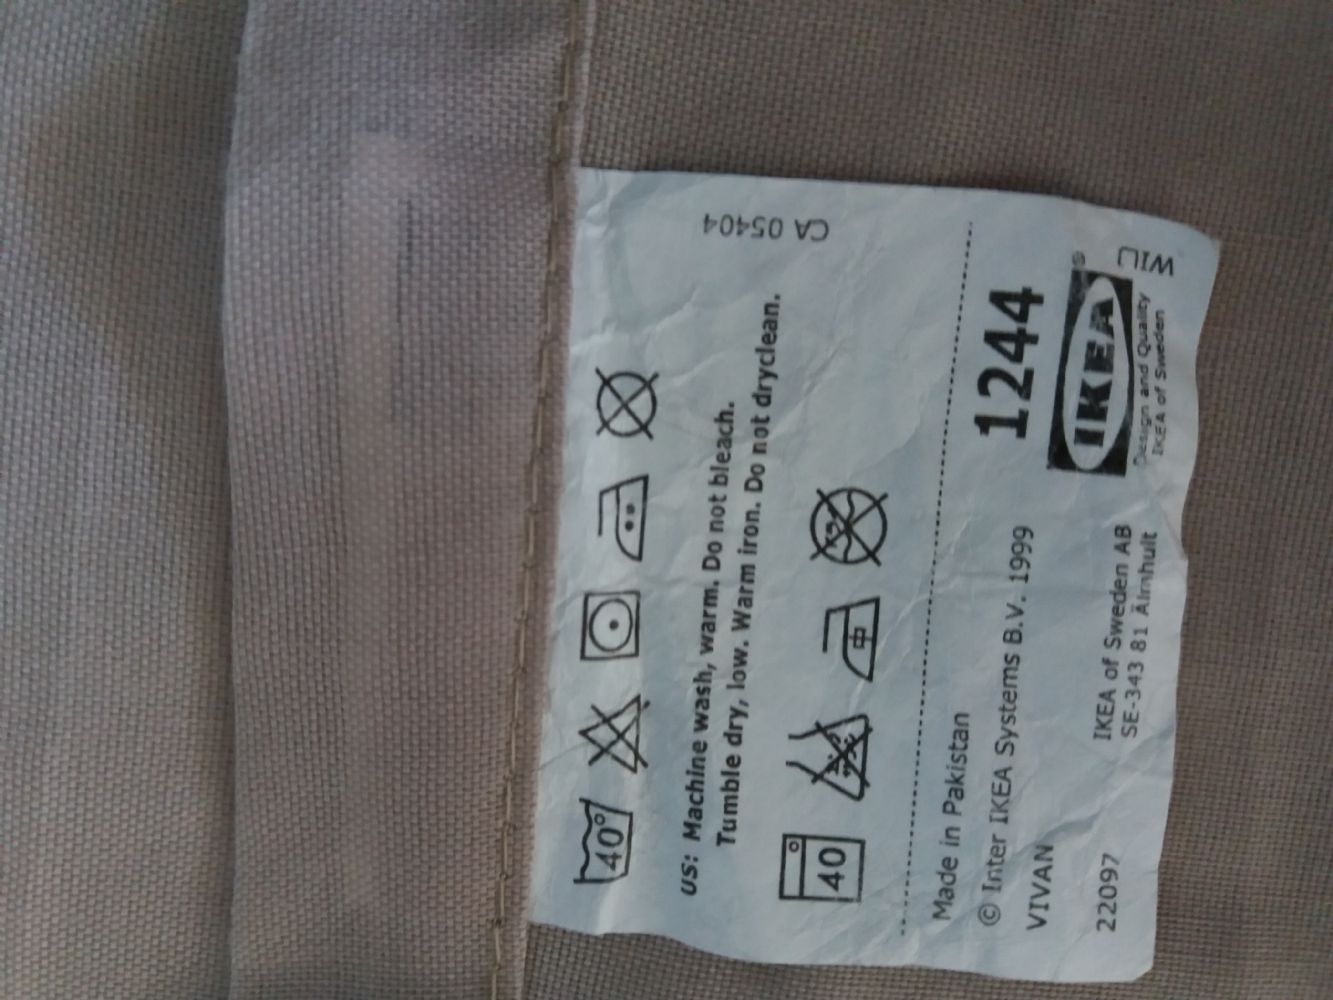 40°
US: Machine wash, warm. Do not bleach.
Tumble dry, low. Warm iron. Do not dryclean.
40
中
CA 05404
Made in Pakistan
© Inter IKEA Systems B.V. 1999
VIVAN
1244
22097
IKEA of Sweden AB
SE-343 81 Älmhult
IKEA®
Design and Quality
IKEA of Sweden
WIL